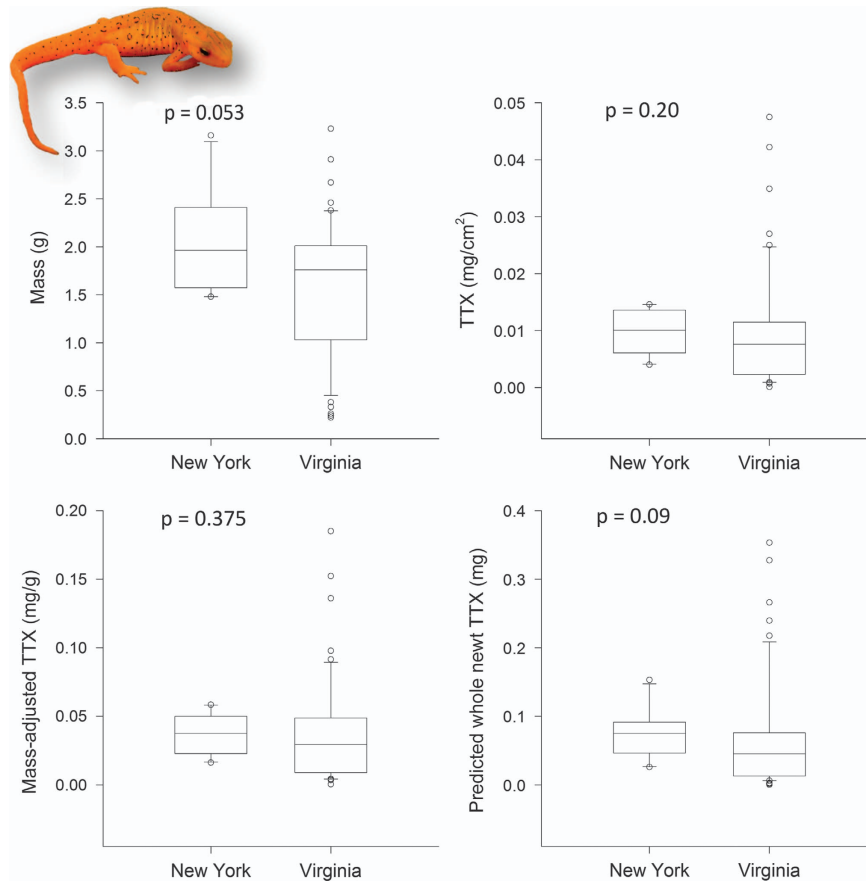 p = 0.053
Mass (g)
3.5
3.0
2.5
2.0
1.5
1.0
0.5
0.0
New York
Virginia
p = 0.20
TTX (mg/cm²)
0.05
0.04
0.03
0.02
0.01
0.00
New York
Virginia
p = 0.375
Mass-adjusted TTX (mg/g)
0.20
0.15
0.10
0.05
0.00
New York
Virginia
p = 0.09
Predicted whole newt TTX (mg)
0.4
0.3
0.2
0.1
0.0
New York
Virginia